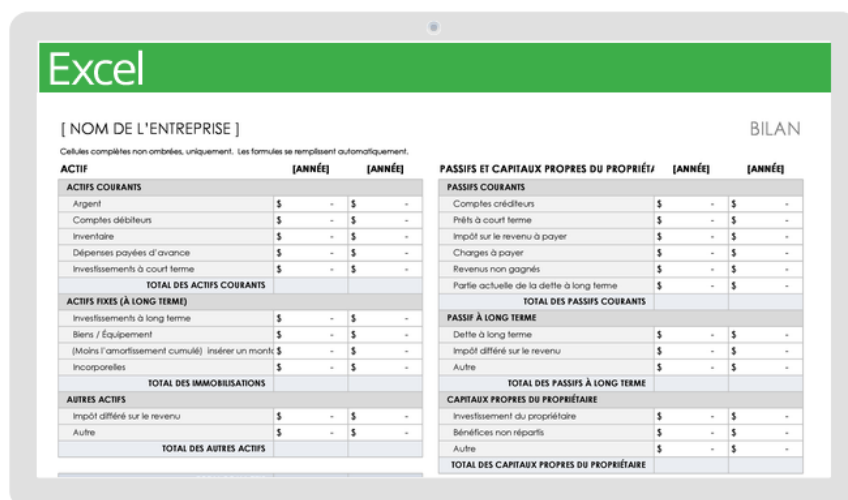 Excel
[ NOM DE L'ENTREPRISE ]
BILAN
Cellules complètes non ombrées, uniquement. Les formules se remplissent automatiquement.
ACTIF [ANNÉE] [ANNÉE]
ACTIFS COURANTS
Argent $ - $ -
Comptes débiteurs $ - $ -
Inventaire $ - $ -
Dépenses payées d'avance $ - $ -
Investissements à court terme $ - $ -
TOTAL DES ACTIFS COURANTS
ACTIFS FIXES (À LONG TERME)
Investissements à long terme $ - $ -
Biens / Équipement $ - $ -
(Moins l'amortissement cumulé) insérer un monta $ - $ -
Incorporelles $ - $ -
TOTAL DES IMMOBILISATIONS
AUTRES ACTIFS
Impôt différé sur le revenu $ - $ -
Autre $ - $ -
TOTAL DES AUTRES ACTIFS
PASSIFS ET CAPITAUX PROPRES DU PROPRIÉTA [ANNÉE] [ANNÉE]
PASSIFS COURANTS
Comptes créditeurs $ - $ -
Prêts à court terme $ - $ -
Impôt sur le revenu à payer $ - $ -
Charges à payer $ - $ -
Revenus non gagnés $ - $ -
Partie actuelle de la dette à long terme $ - $ -
TOTAL DES PASSIFS COURANTS
PASSIF À LONG TERME
Dette à long terme $ - $ -
Impôt différé sur le revenu $ - $ -
Autre $ - $ -
TOTAL DES PASSIFS À LONG TERME
CAPITAUX PROPRES DU PROPRIÉTAIRE
Investissement du propriétaire $ - $ -
Bénéfices non répartis $ - $ -
Autre $ - $ -
TOTAL DES CAPITAUX PROPRES DU PROPRIÉTAIRE